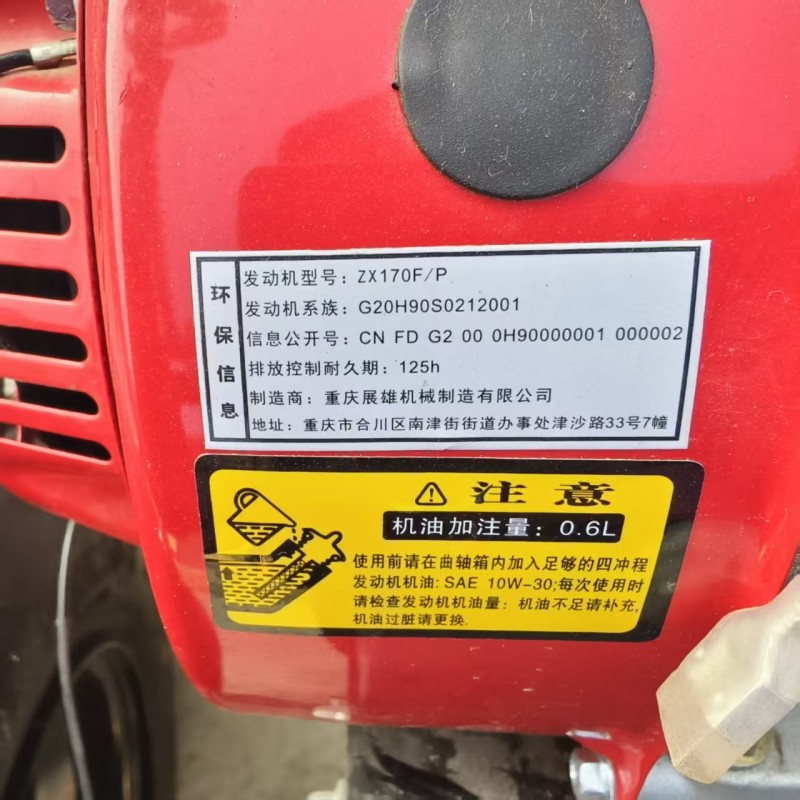 环保信息
发动机型号：ZX170F/P
发动机系族：G20H90S0212001
信息公开号：CN FD G2 00 0H90000001 000002
排放控制耐久期：125h
制造商：重庆展雄机械制造有限公司
地址：重庆市合川区南津街街道办事处津沙路33号7幢
注意
机油加注量：0.6L
使用前请在曲轴箱内加入足够的四冲程
发动机机油: SAE 10W-30;每次使用时
请检查发动机机油量：机油不足请补充,
机油过脏请更换.